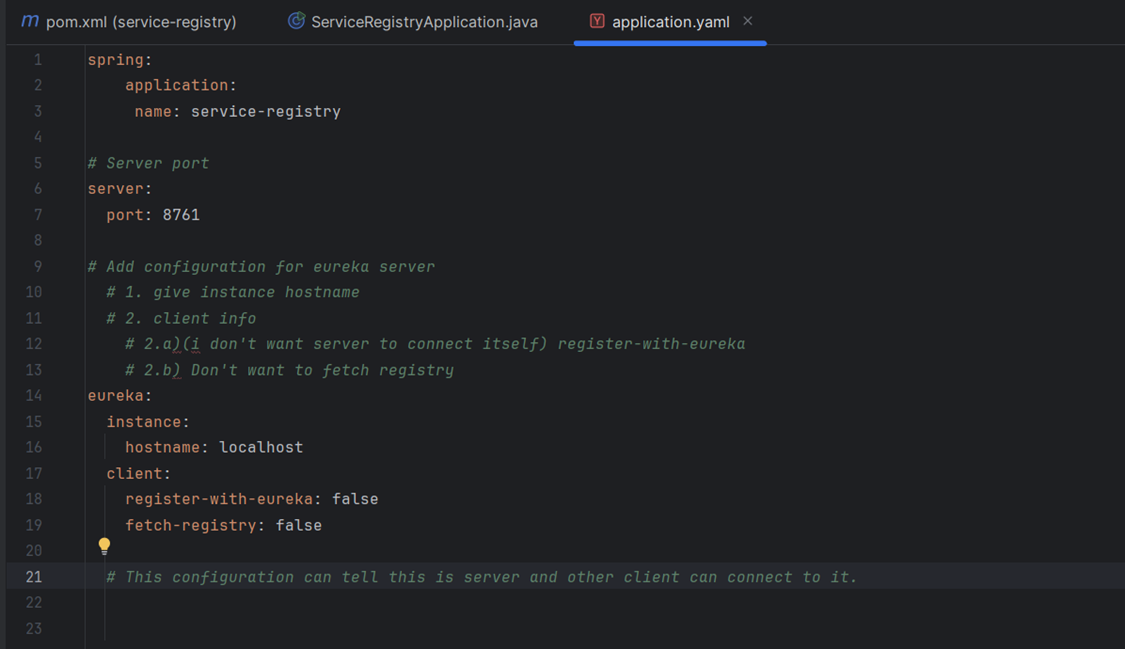 m pom.xml (service-registry) ServiceRegistryApplication.java Y application.yaml ×
1 spring:
2     application:
3      name: service-registry
4
5 # Server port
6 server:
7   port: 8761
8
9 # Add configuration for eureka server
10   # 1. give instance hostname
11   # 2. client info
12     # 2.a)(i don't want server to connect itself) register-with-eureka
13     # 2.b) Don't want to fetch registry
14 eureka:
15   instance:
16     hostname: localhost
17   client:
18     register-with-eureka: false
19     fetch-registry: false
20
21   # This configuration can tell this is server and other client can connect to it.
22
23